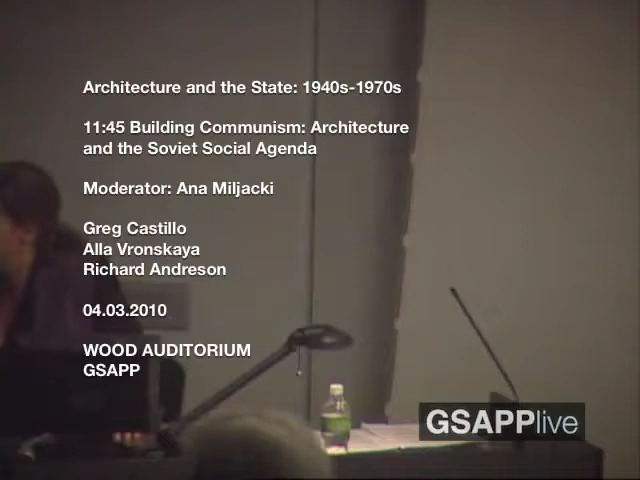 Architecture and the State: 1940s-1970s
11:45 Building Communism: Architecture
and the Soviet Social Agenda
Moderator: Ana Miljacki
Greg Castillo
Alla Vronskaya
Richard Andreson
04.03.2010
WOOD AUDITORIUM
GSAPP
GSAPPlive